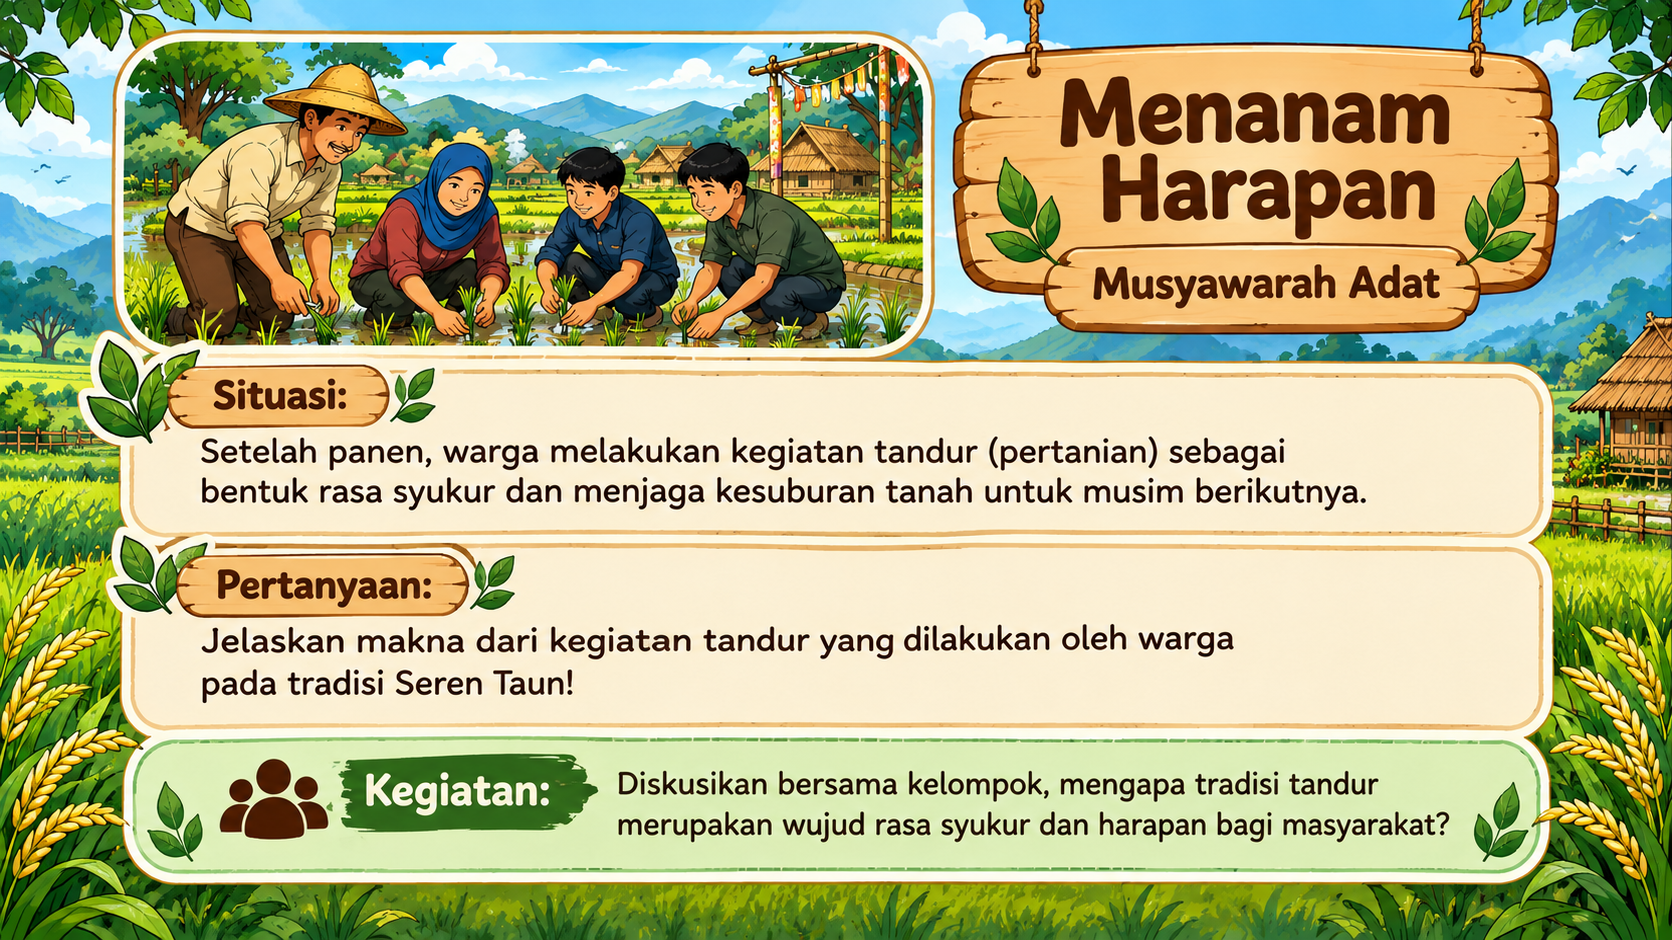 Menanam
Harapan
Musyawarah Adat
Situasi:
Setelah panen, warga melakukan kegiatan tandur (pertanian) sebagai
bentuk rasa syukur dan menjaga kesuburan tanah untuk musim berikutnya.
Pertanyaan:
Jelaskan makna dari kegiatan tandur yang dilakukan oleh warga
pada tradisi Seren Taun!
Kegiatan:
Diskusikan bersama kelompok, mengapa tradisi tandur
merupakan wujud rasa syukur dan harapan bagi masyarakat?